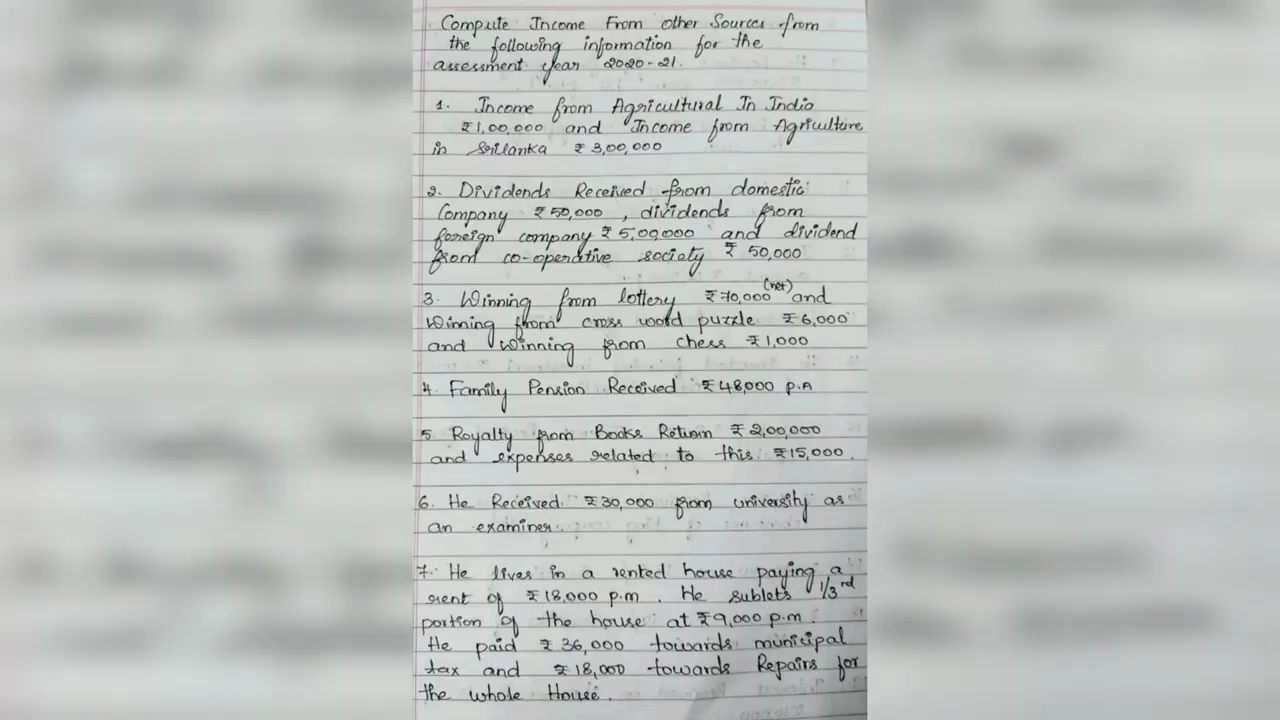 Compute Income From Other Sources from
the following information for the
assessment year 2020-21.
1. Income from Agricultural In India
₹1,00,000 and Income from Agriculture
in Srilanka ₹ 3,00,000
2. Dividends Received from domestic
Company ₹50,000, dividends from
foreign company ₹5,00,000 and dividend
from co-operative society ₹ 50,000
3. Winning from lottery ₹70,000 (net) and
Winning from cross word puzzle ₹6,000
and winning from chess ₹1,000
4. Family Pension Received ₹48,000 p.A
5. Royalty from Books Return ₹2,00,000
and expenses related to this ₹15,000.
6. He Received ₹30,000 from university as
an examiner.
7. He lives in a rented house paying a
rent of ₹18,000 p.m. He sublets 1/3rd
portion of the house at ₹9,000 p.m.
He paid ₹36,000 towards municipal
tax and ₹18,000 towards Repairs for
the whole House.